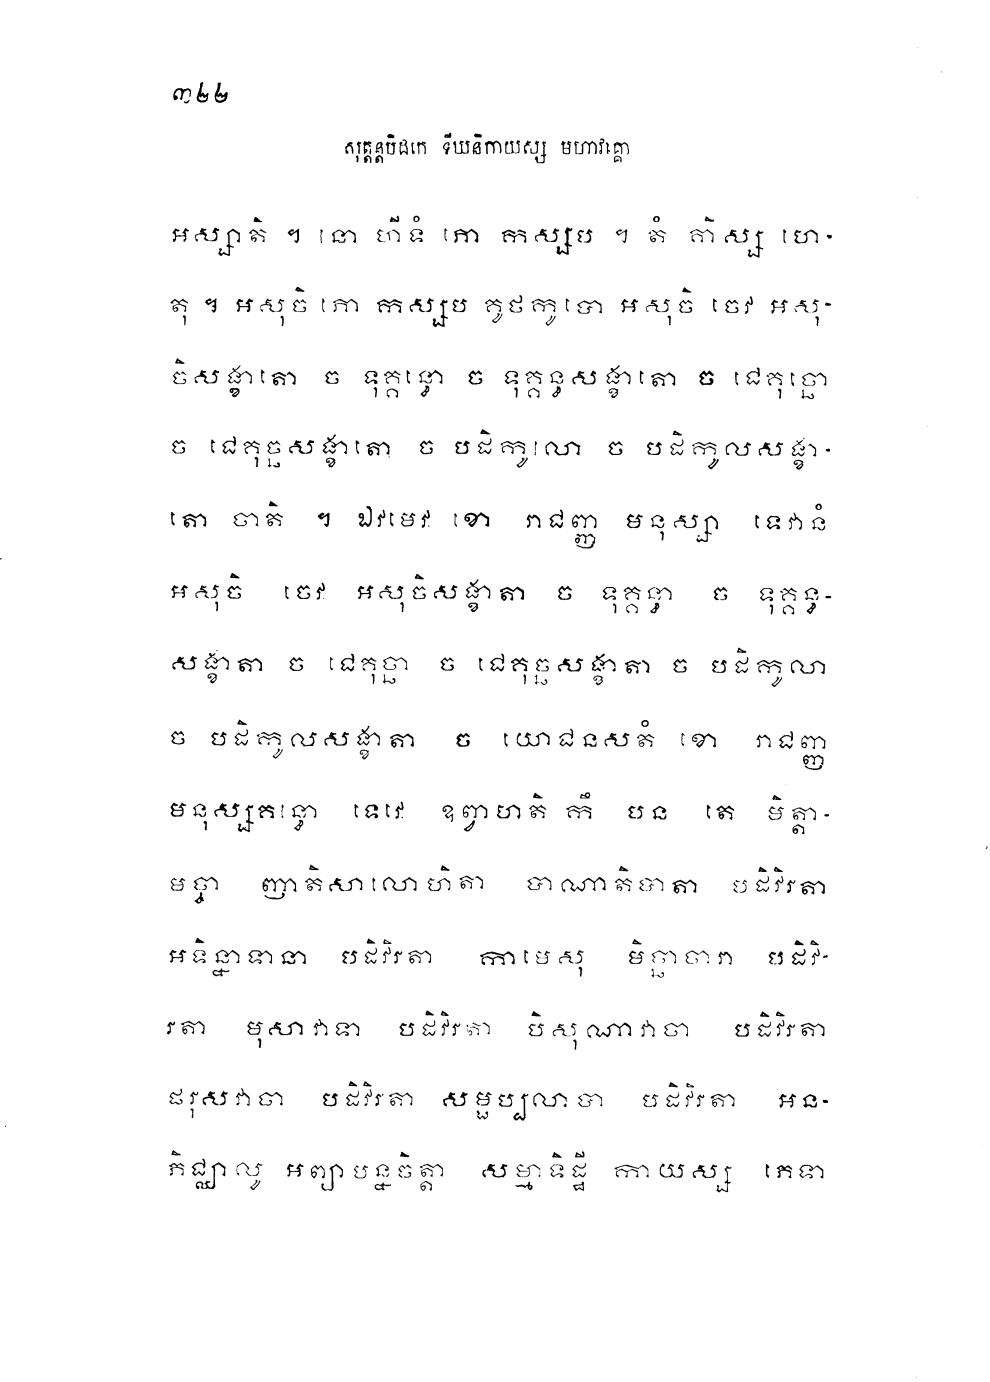 ៣២២
សុត្តន្តបិដកេ ទីឃនិកាយស្ស មហាវគ្គោ
អស្សាតិ ។ នោ ហីទំ ភោ កស្សប ។ តំ កិស្ស ហេ-
តុ ។ អសុចិ ភោ កស្សប គូថកូបោ អសុចិ ចេវ អសុ-
ចិសង្ខាតោ ច ទុគ្គន្ធោ ច ទុគ្គន្ធសង្ខាតោ ច ជេគុច្ឆោ
ច ជេគុច្ឆសង្ខាតោ ច បដិកូលោ ច បដិកូលសង្ខា-
តោ ចាតិ ។ ឯវមេវ ខោ រាជញ្ញ មនុស្សា ទេវានំ
អសុចិ ចេវ អសុចិសង្ខាតា ច ទុគ្គន្ធា ច ទុគ្គន្ធ-
សង្ខាតា ច ជេគុច្ឆា ច ជេគុច្ឆសង្ខាតា ច បដិកូលា
ច បដិកូលសង្ខាតា ច យោជនសតំ ខោ រាជញ្ញ
មនុស្សគន្ធោ ទេវេ ឧព្វាហតិ កឹ បន តេ មិត្តា-
មច្ចា ញាតិសាលោហិតា បាណាតិបាតា បដិវិរតា
អទិន្នាទានា បដិវិរតា កាមេសុ មិច្ឆាចារា បដិវិ-
រតា មុសាវាទា បដិវិរតា បិសុណាវាចា បដិវិរតា
ផរុសវាចា បដិវិរតា សម្ផប្បលាបា បដិវិរតា អន-
ភិជ្ឈាលូ អព្យាបន្នចិត្តា សម្មាទិដ្ឋី កាយស្ស ភេទា